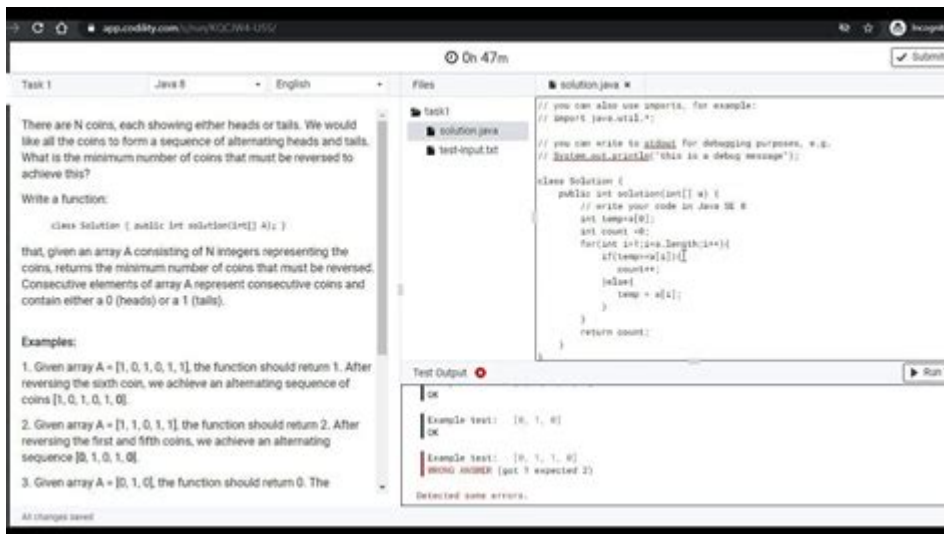 app.codility.com
Incognito
0h 47m
Submit
Task 1
Java 8
English
Files
solution.java
task1
solution.java
test-input.txt
There are N coins, each showing either heads or tails. We would
like all the coins to form a sequence of alternating heads and tails.
What is the minimum number of coins that must be reversed to
achieve this?
Write a function:
class Solution { public int solution(int[] A); }
that, given an array A consisting of N integers representing the
coins, returns the minimum number of coins that must be reversed.
Consecutive elements of array A represent consecutive coins and
contain either a 0 (heads) or a 1 (tails).
Examples:
1. Given array A = [1, 0, 1, 0, 1, 1], the function should return 1. After
reversing the sixth coin, we achieve an alternating sequence of
coins [1, 0, 1, 0, 1, 0].
2. Given array A = [1, 1, 0, 1, 1], the function should return 2. After
reversing the first and fifth coins, we achieve an alternating
sequence [0, 1, 0, 1, 0].
3. Given array A = [0, 1, 0], the function should return 0. The
All changes saved
// you can also use imports, for example:
// import java.util.*;
// you can write to stdout for debugging purposes, e.g.
// System.out.println("this is a debug message");
class Solution {
public int solution(int[] a) {
// write your code in Java SE 8
int temp=a[0];
int count =0;
for(int i=1;i<a.length;i++){
if(temp==a[i]){
count++;
}else{
temp = a[i];
}
}
return count;
}
}
Test Output
Run
OK
Example test: [0, 1, 0]
OK
Example test: [0, 1, 1, 0]
WRONG ANSWER (got 1 expected 2)
Detected some errors.